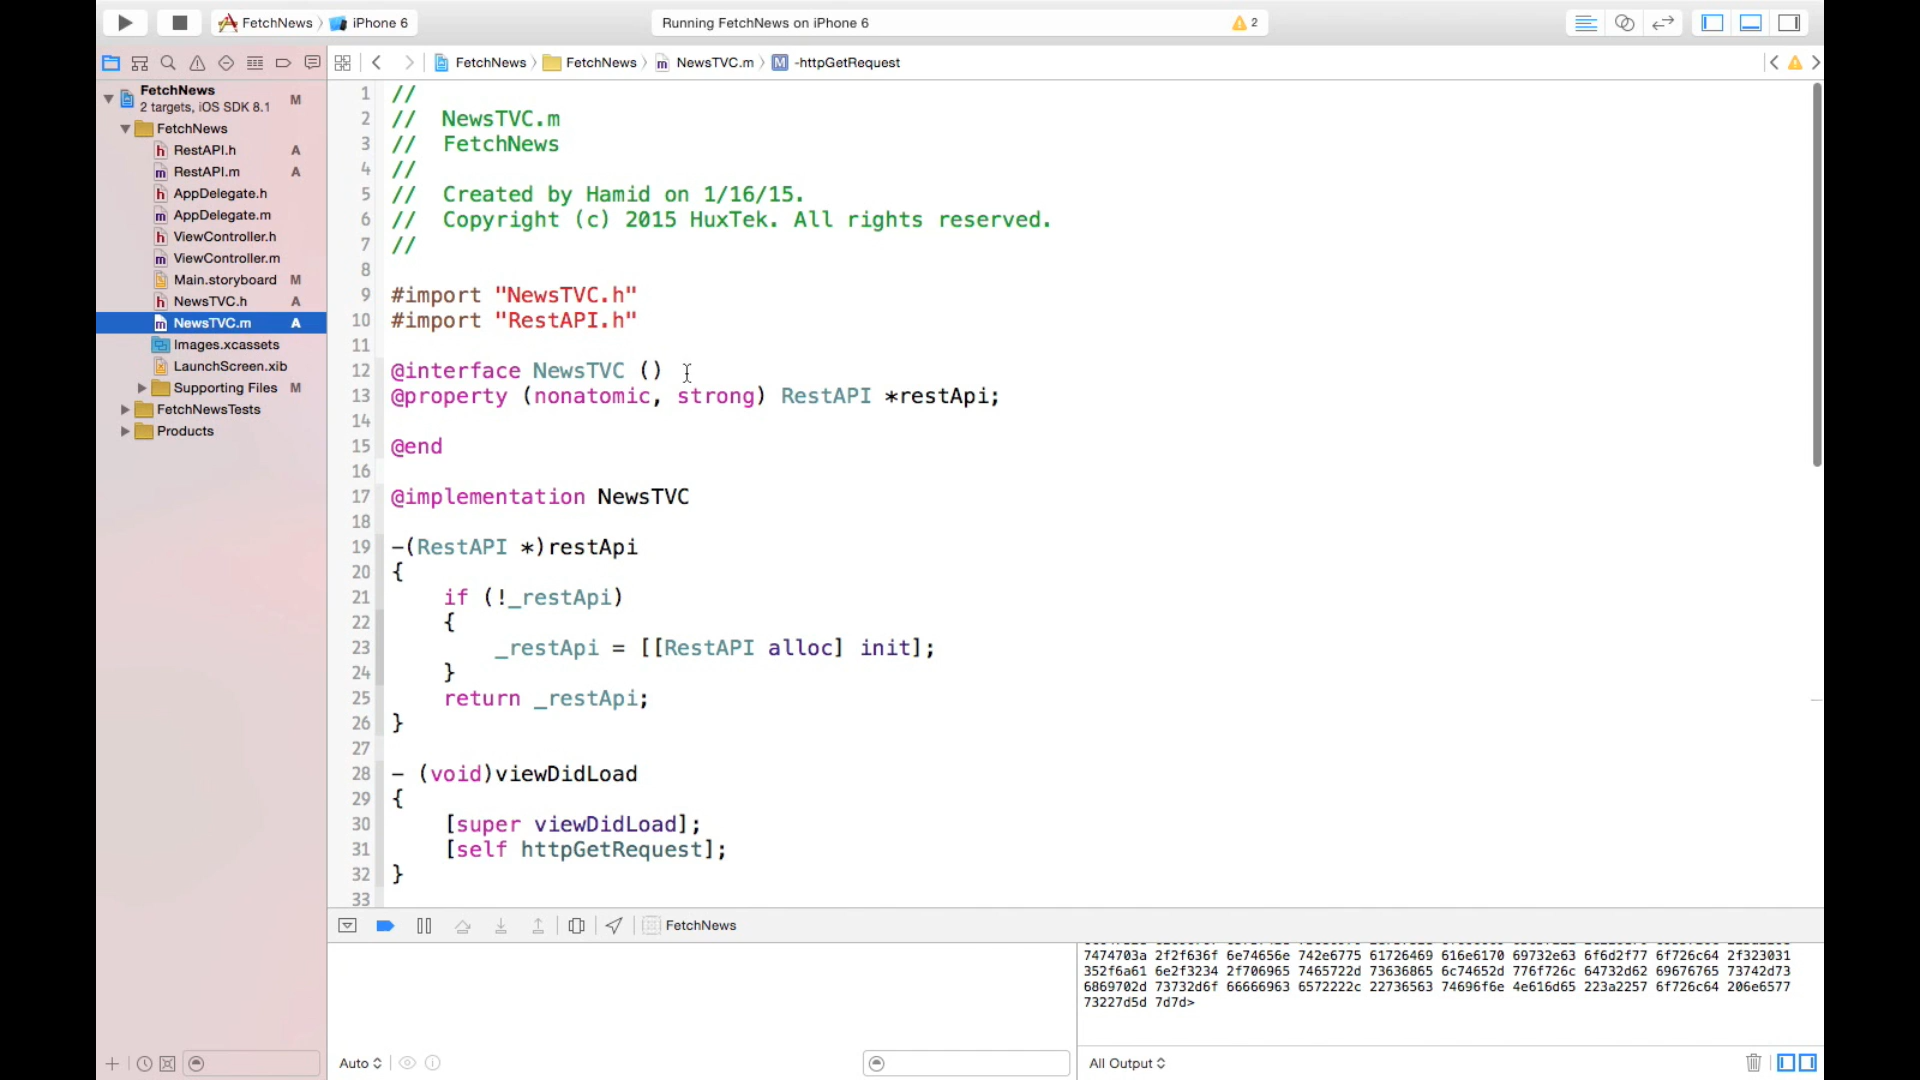 FetchNews
iPhone 6
Running FetchNews on iPhone 6
2
FetchNews
FetchNews
NewsTVC.m
-httpGetRequest
FetchNews
2 targets, iOS SDK 8.1
M
FetchNews
RestAPI.h A
RestAPI.m A
AppDelegate.h
AppDelegate.m
ViewController.h
ViewController.m
Main.storyboard M
NewsTVC.h A
NewsTVC.m A
Images.xcassets
LaunchScreen.xib
Supporting Files M
FetchNewsTests
Products
1 //
2 // NewsTVC.m
3 // FetchNews
4 //
5 // Created by Hamid on 1/16/15.
6 // Copyright (c) 2015 HuxTek. All rights reserved.
7 //
8
9 #import "NewsTVC.h"
10 #import "RestAPI.h"
11
12 @interface NewsTVC ()
13 @property (nonatomic, strong) RestAPI *restApi;
14
15 @end
16
17 @implementation NewsTVC
18
19 -(RestAPI *)restApi
20 {
21 if (!_restApi)
22 {
23 _restApi = [[RestAPI alloc] init];
24 }
25 return _restApi;
26 }
27
28 - (void)viewDidLoad
29 {
30 [super viewDidLoad];
31 [self httpGetRequest];
32 }
33
FetchNews
7474703a 2f2f636f 6e74656e 742e6775 61726469 616e6170 69732e63 6f6d2f77 6f726c64 2f323031
352f6a61 6e2f3234 2f706965 7465722d 73636865 6c74652d 776f726c 64732d62 69676765 73742d73
6869702d 73732d6f 66666963 6572222c 22736563 74696f6e 4e616d65 223a2257 6f726c64 206e6577
73227d5d 7d7d>
Auto
All Output